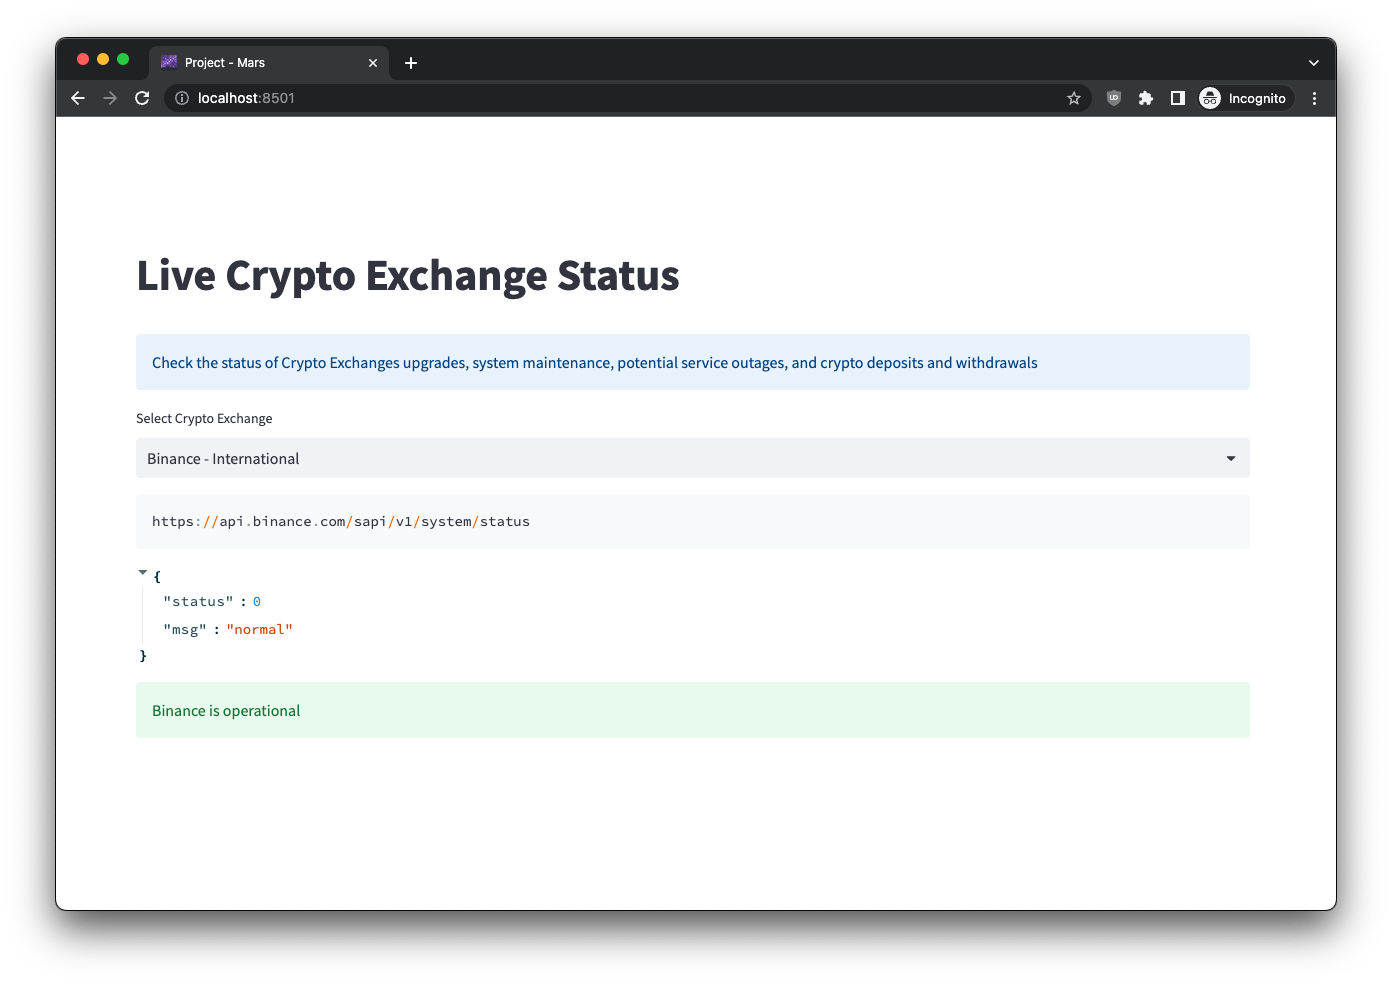 Project - Mars
localhost:8501
Incognito
Live Crypto Exchange Status
Check the status of Crypto Exchanges upgrades, system maintenance, potential service outages, and crypto deposits and withdrawals
Select Crypto Exchange
Binance - International
https://api.binance.com/sapi/v1/system/status
{
"status" : 0
"msg" : "normal"
}
Binance is operational